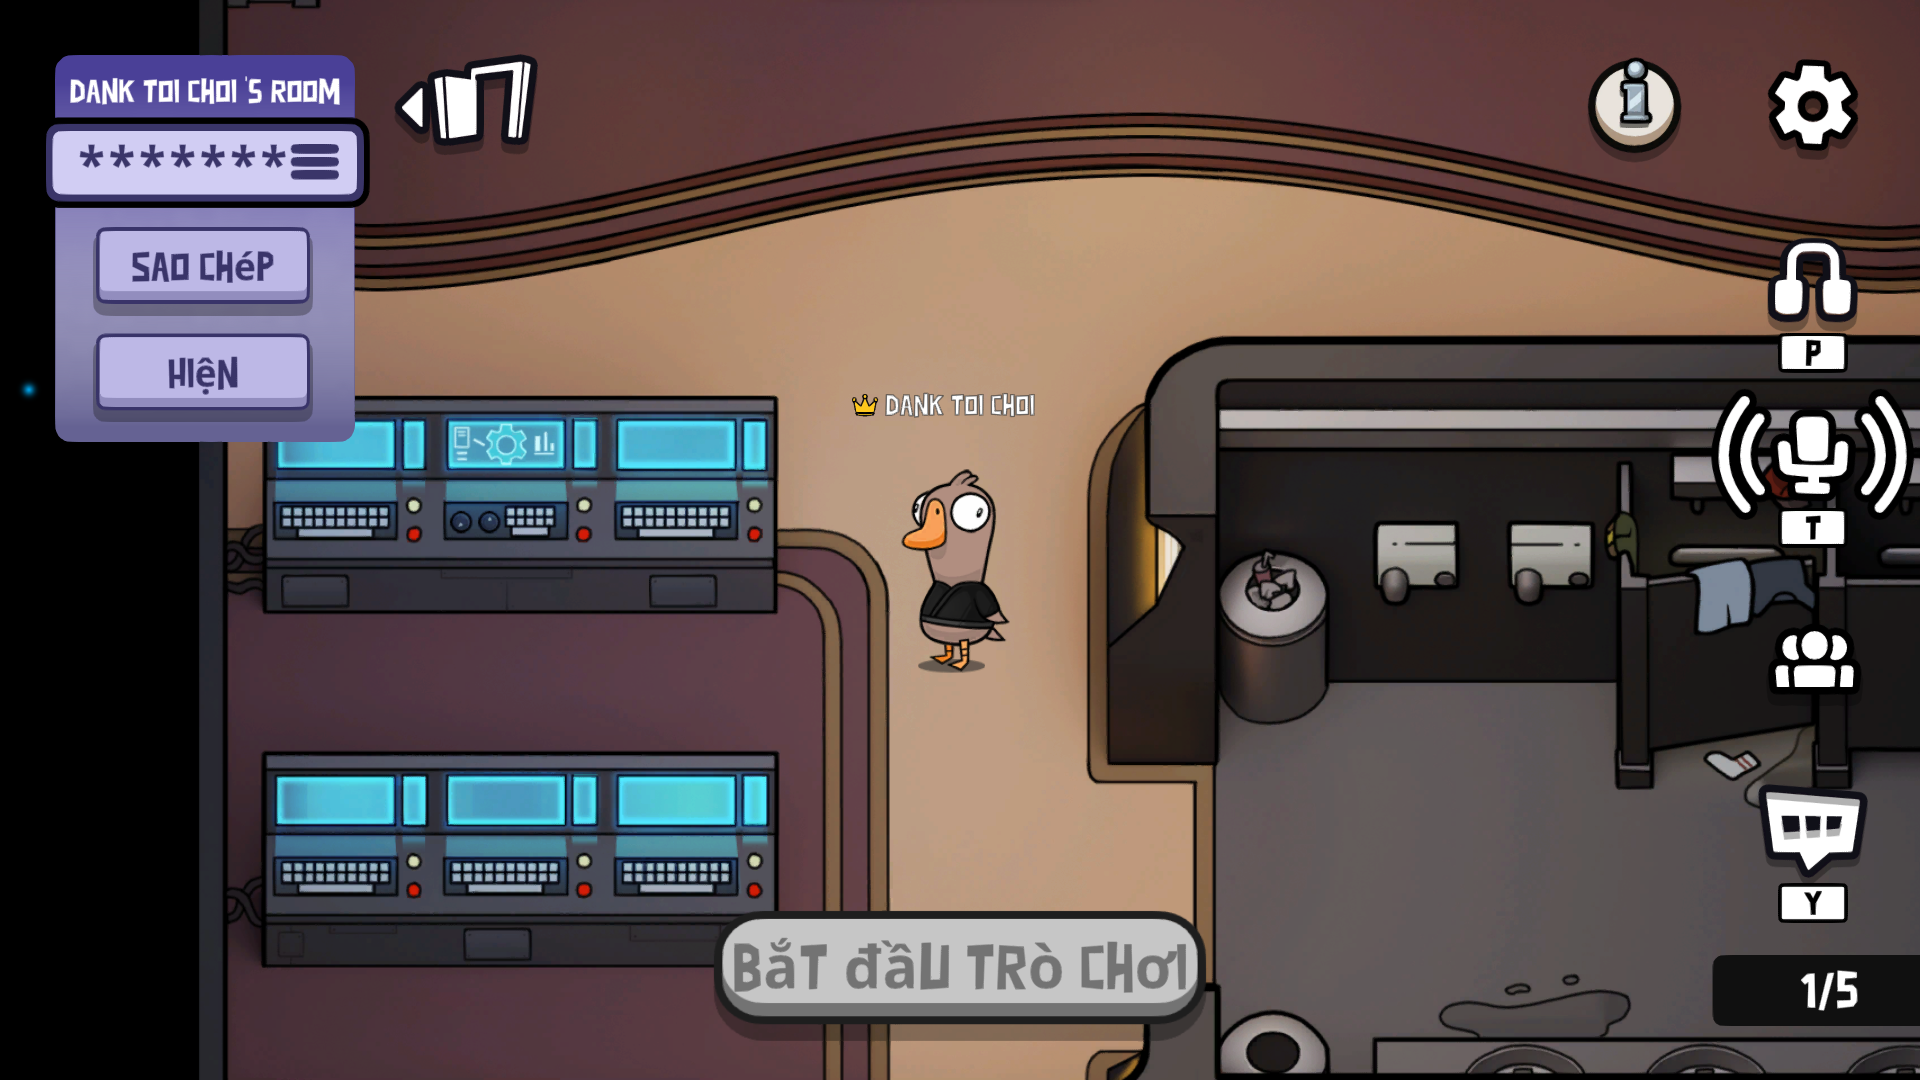 DANK TOI CHOI 'S ROOM
*******
SAO CHéP
HIệN
P
DANK TOI CHOI
T
Y
BắT đầU TRò CHơI
1/5